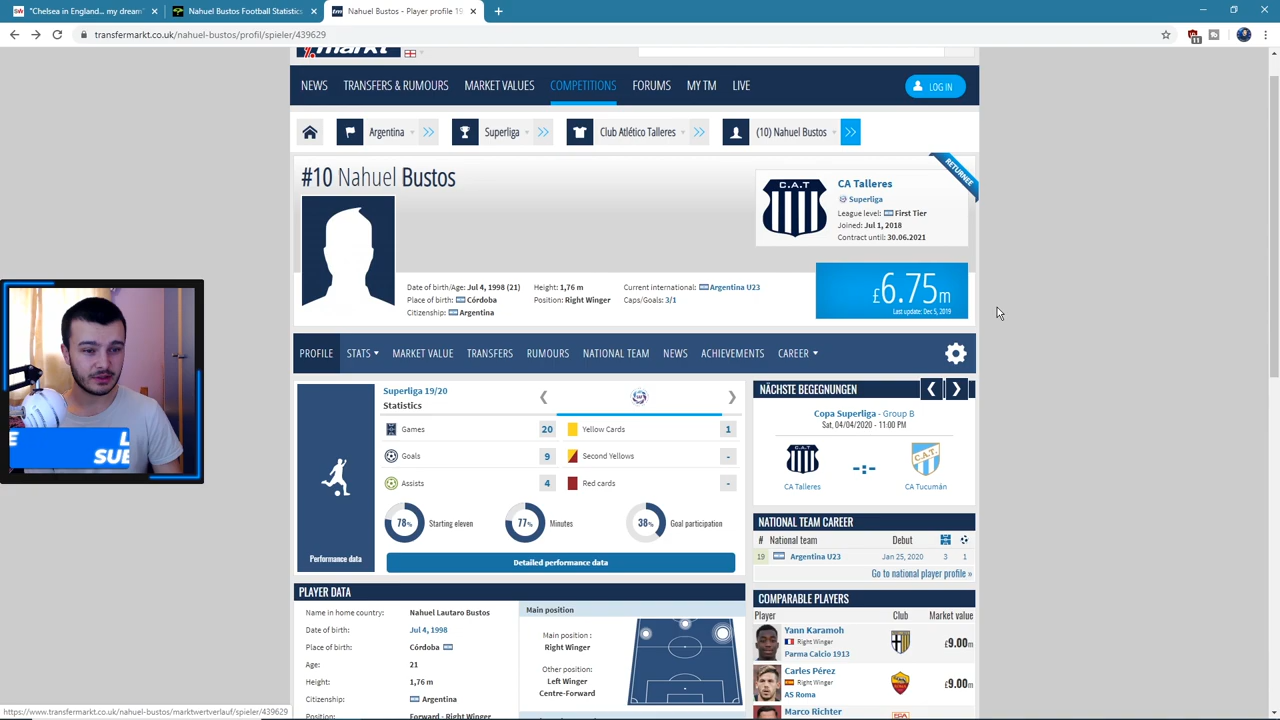 "Chelsea in England... my dream"
Nahuel Bustos Football Statistics
Nahuel Bustos - Player profile 19
transfermarkt.co.uk/nahuel-bustos/profil/spieler/439629
11
NEWS TRANSFERS & RUMOURS MARKET VALUES COMPETITIONS FORUMS MY TM LIVE LOG IN
Argentina Superliga Club Atlético Talleres (10) Nahuel Bustos
#10 Nahuel Bustos
RETURNEE
C.A.T
CA Talleres
Superliga
League level: First Tier
Joined: Jul 1, 2018
Contract until: 30.06.2021
Date of birth/Age: Jul 4, 1998 (21)
Place of birth: Córdoba
Citizenship: Argentina
Height: 1,76 m
Position: Right Winger
Current international: Argentina U23
Caps/Goals: 3/1
£6.75m
Last update: Dec 5, 2019
PROFILE STATS MARKET VALUE TRANSFERS RUMOURS NATIONAL TEAM NEWS ACHIEVEMENTS CAREER
Superliga 19/20
Statistics
Games 20 Yellow Cards 1
Goals 9 Second Yellows -
Assists 4 Red cards -
78% Starting eleven 77% Minutes 38% Goal participation
Performance data
Detailed performance data
NÄCHSTE BEGEGNUNGEN
Copa Superliga - Group B
Sat, 04/04/2020 - 11:00 PM
-:-
CA Talleres CA Tucumán
NATIONAL TEAM CAREER
# National team Debut
19 Argentina U23 Jan 25, 2020 3 1
Go to national player profile »
COMPARABLE PLAYERS
Player Club Market value
Yann Karamoh
Right Winger
Parma Calcio 1913
£9.00m
Carles Pérez
Right Winger
AS Roma
£9.00m
Marco Richter
PLAYER DATA
Name in home country: Nahuel Lautaro Bustos
Date of birth: Jul 4, 1998
Place of birth: Córdoba
Age: 21
Height: 1,76 m
Citizenship: Argentina
Position: Forward - Right Winger
Main position
Main position :
Right Winger
Other position:
Left Winger
Centre-Forward
SUB
https://www.transfermarkt.co.uk/nahuel-bustos/marktwertverlauf/spieler/439629